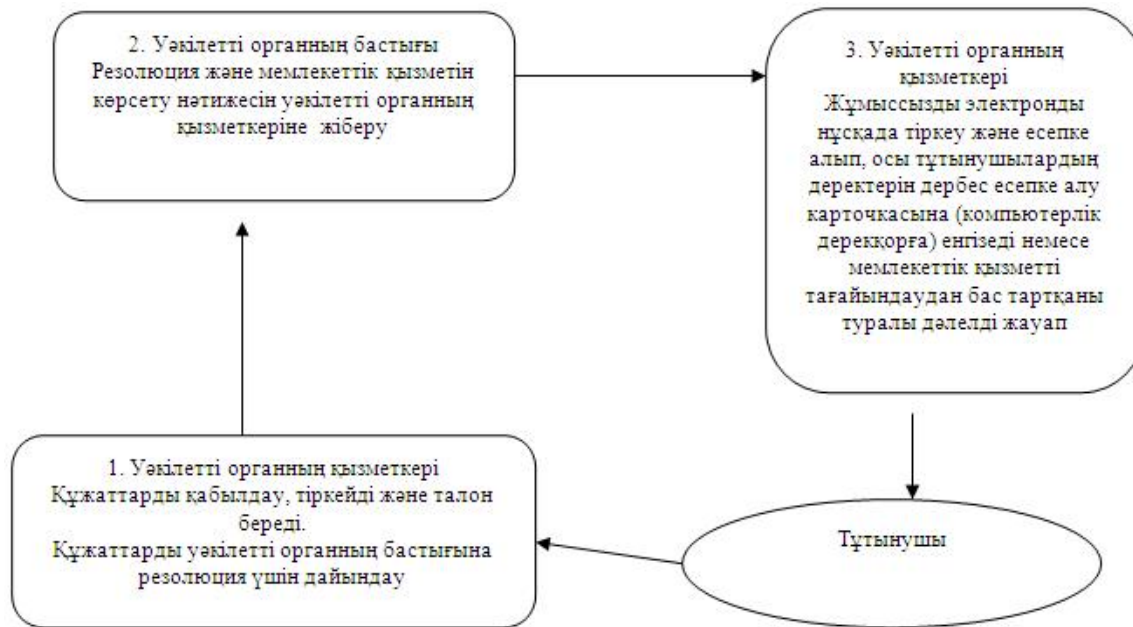 2. Уәкілетті органның бастығы
Резолюция және мемлекеттік қызметін
көрсету нәтижесін уәкілетті органның
қызметкеріне жіберу
3. Уәкілетті органның
қызметкері
Жұмыссызды электронды
нұсқада тіркеу және есепке
алып, осы тұтынушылардың
деректерін дербес есепке алу
карточкасына (компьютерлік
дерекқорға) енгізеді немесе
мемлекеттік қызметті
тағайындаудан бас тартқаны
туралы дәлелді жауап
1. Уәкілетті органның қызметкері
Құжаттарды қабылдау, тіркейді және талон
береді.
Құжаттарды уәкілетті органның бастығына
резолюция үшін дайындау
Тұтынушы